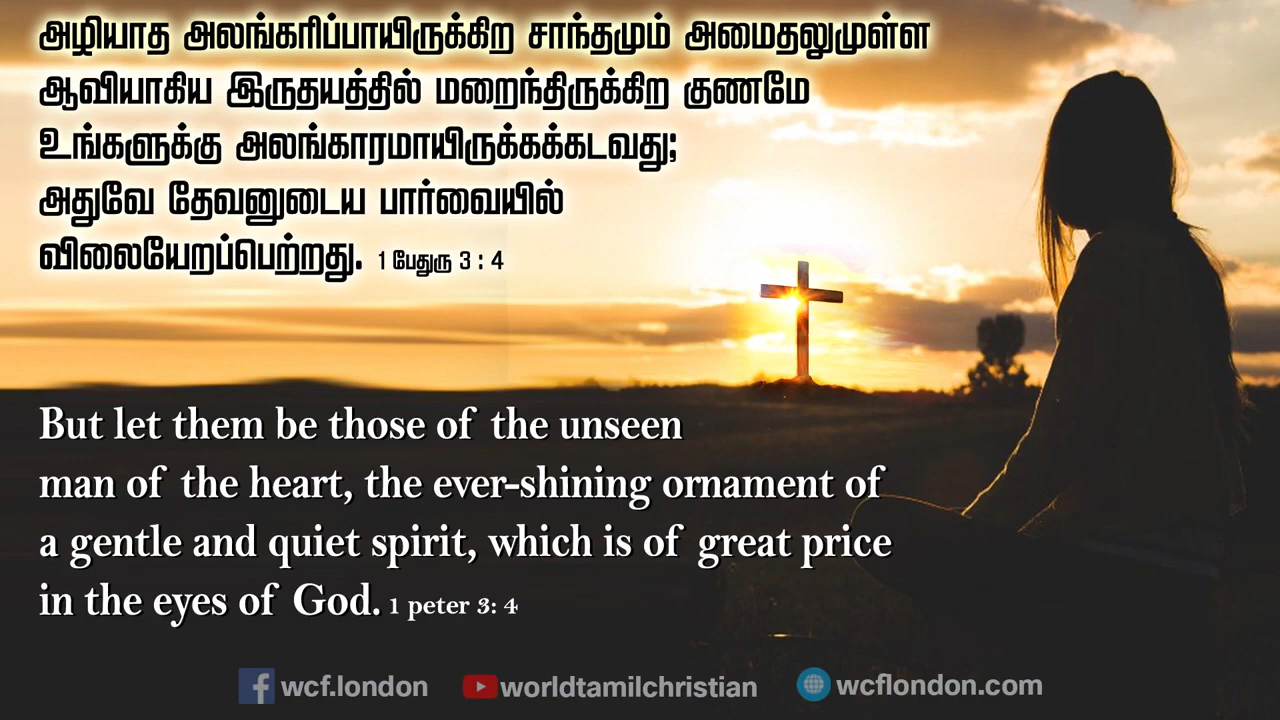 அழியாத அலங்கரிப்பாயிருக்கிற சாந்தமும் அமைதலுமுள்ள
ஆவியாகிய இருதயத்தில் மறைந்திருக்கிற குணமே
உங்களுக்கு அலங்காரமாயிருக்கக்கடவது;
அதுவே தேவனுடைய பார்வையில்
விலையேறப்பெற்றது. 1 பேதுரு 3 : 4
But let them be those of the unseen
man of the heart, the ever-shining ornament of
a gentle and quiet spirit, which is of great price
in the eyes of God. 1 peter 3: 4
wcf.london worldtamilchristian wcflondon.com